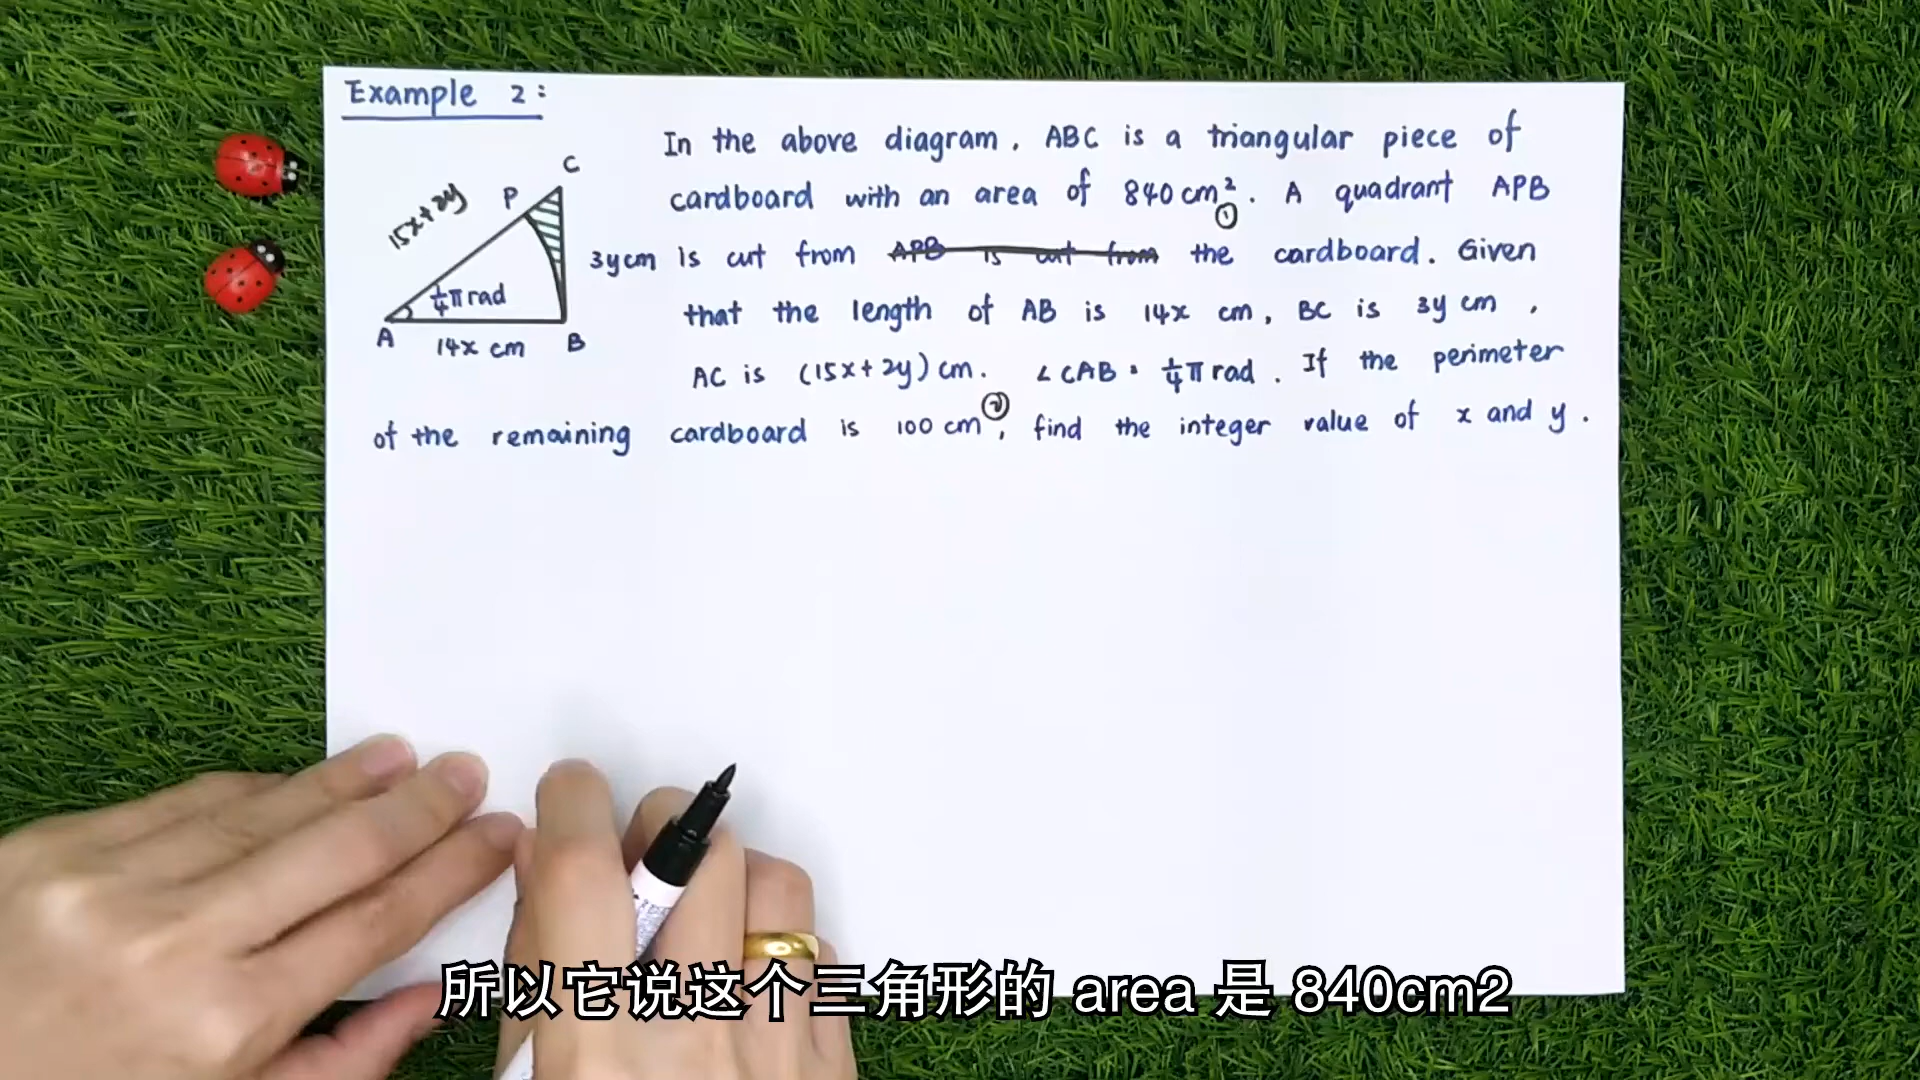 Example 2:
C
P
15x+2y
3y cm
¼π rad
A
14x cm
B
In the above diagram, ABC is a triangular piece of
cardboard with an area of 840 cm². A quadrant APB
①
is cut from APB is cut from the cardboard. Given
that the length of AB is 14x cm, BC is 3y cm,
AC is (15x+2y) cm. ∠CAB = ¼π rad. If the perimeter
②
of the remaining cardboard is 100 cm, find the integer value of x and y.
所以它说这个三角形的 area 是 840cm2